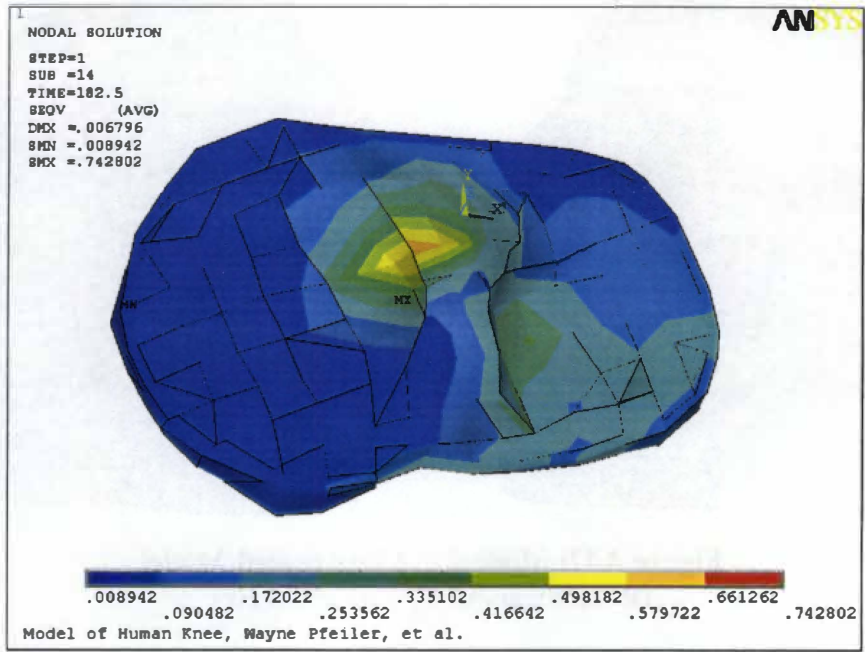 1
ANSYS
NODAL SOLUTION
STEP=1
SUB =14
TIME=182.5
SEQV (AVG)
DMX =.006796
SMN =.008942
SMX =.742802
Y
X
MN
MX
.008942 .172022 .335102 .498182 .661262
.090482 .253562 .416642 .579722 .742802
Model of Human Knee, Wayne Pfeiler, et al.